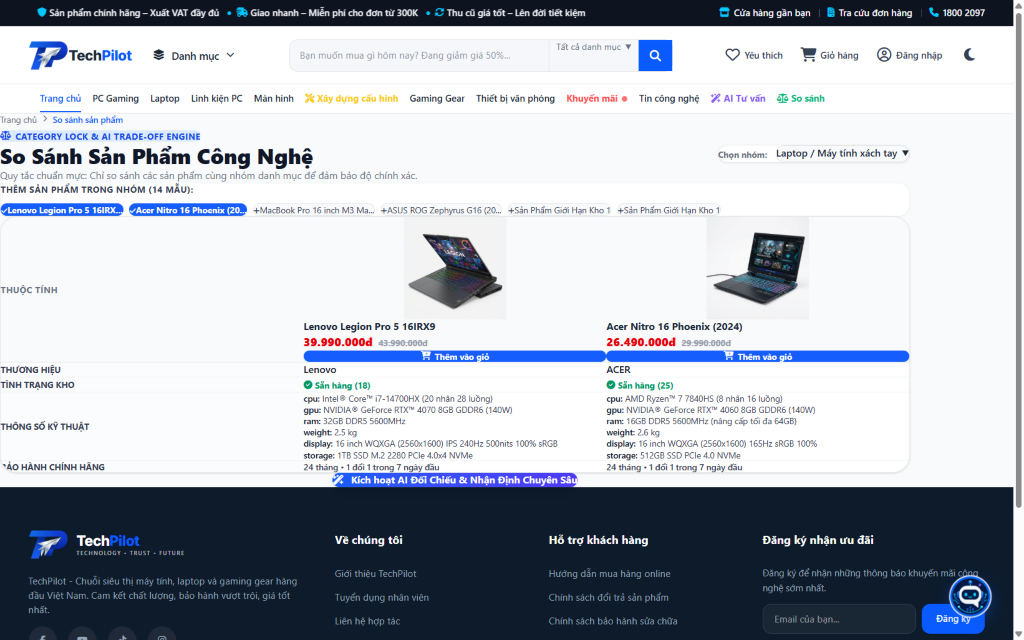 Sản phẩm chính hãng – Xuất VAT đầy đủ • Giao nhanh – Miễn phí cho đơn từ 300K • Thu cũ giá tốt – Lên đời tiết kiệm
Cửa hàng gần bạn | Tra cứu đơn hàng | 1800 2097
TechPilot
Danh mục
Bạn muốn mua gì hôm nay? Đang giảm giá 50%...
Tất cả danh mục ▼
Yêu thích
Giỏ hàng
Đăng nhập
Trang chủ
PC Gaming
Laptop
Linh kiện PC
Màn hình
Xây dựng cấu hình
Gaming Gear
Thiết bị văn phòng
Khuyến mãi
Tin công nghệ
AI Tư vấn
So sánh
Trang chủ > So sánh sản phẩm
CATEGORY LOCK & AI TRADE-OFF ENGINE
So Sánh Sản Phẩm Công Nghệ
Quy tắc chuẩn mực: Chỉ so sánh các sản phẩm cùng nhóm danh mục để đảm bảo độ chính xác.
Chọn nhóm: Laptop / Máy tính xách tay ▼
THÊM SẢN PHẨM TRONG NHÓM (14 MẪU):
✓Lenovo Legion Pro 5 16IRX...
✓Acer Nitro 16 Phoenix (20...
+MacBook Pro 16 inch M3 Ma...
+ASUS ROG Zephyrus G16 (20...
+Sản Phẩm Giới Hạn Kho 1
+Sản Phẩm Giới Hạn Kho 1
THUỘC TÍNH
Lenovo Legion Pro 5 16IRX9
39.990.000đ 43.990.000đ
Thêm vào giỏ
Acer Nitro 16 Phoenix (2024)
26.490.000đ 29.990.000đ
Thêm vào giỏ
THƯƠNG HIỆU
Lenovo
ACER
TÌNH TRẠNG KHO
Sẵn hàng (18)
Sẵn hàng (25)
THÔNG SỐ KỸ THUẬT
cpu: Intel® Core™ i7-14700HX (20 nhân 28 luồng)
gpu: NVIDIA® GeForce RTX™ 4070 8GB GDDR6 (140W)
ram: 32GB DDR5 5600MHz
weight: 2.5 kg
display: 16 inch WQXGA (2560x1600) IPS 240Hz 500nits 100% sRGB
storage: 1TB SSD M.2 2280 PCIe 4.0x4 NVMe
cpu: AMD Ryzen™ 7 7840HS (8 nhân 16 luồng)
gpu: NVIDIA® GeForce RTX™ 4060 8GB GDDR6 (140W)
ram: 16GB DDR5 5600MHz (nâng cấp tối đa 64GB)
weight: 2.6 kg
display: 16 inch WQXGA (2560x1600) 165Hz sRGB 100%
storage: 512GB SSD PCIe 4.0 NVMe
BẢO HÀNH CHÍNH HÃNG
24 tháng • 1 đổi 1 trong 7 ngày đầu
24 tháng • 1 đổi 1 trong 7 ngày đầu
Kích hoạt AI Đối Chiếu & Nhận Định Chuyên Sâu
TechPilot
TECHNOLOGY • TRUST • FUTURE
TechPilot - Chuỗi siêu thị máy tính, laptop và gaming gear hàng
đầu Việt Nam. Cam kết chất lượng, bảo hành vượt trội, giá tốt
nhất.
Về chúng tôi
Giới thiệu TechPilot
Tuyển dụng nhân viên
Liên hệ hợp tác
Hỗ trợ khách hàng
Hướng dẫn mua hàng online
Chính sách đổi trả sản phẩm
Chính sách bảo hành sửa chữa
Đăng ký nhận ưu đãi
Đăng ký để nhận những thông báo khuyến mãi công
nghệ sớm nhất.
Email của bạn...
Đăng ký